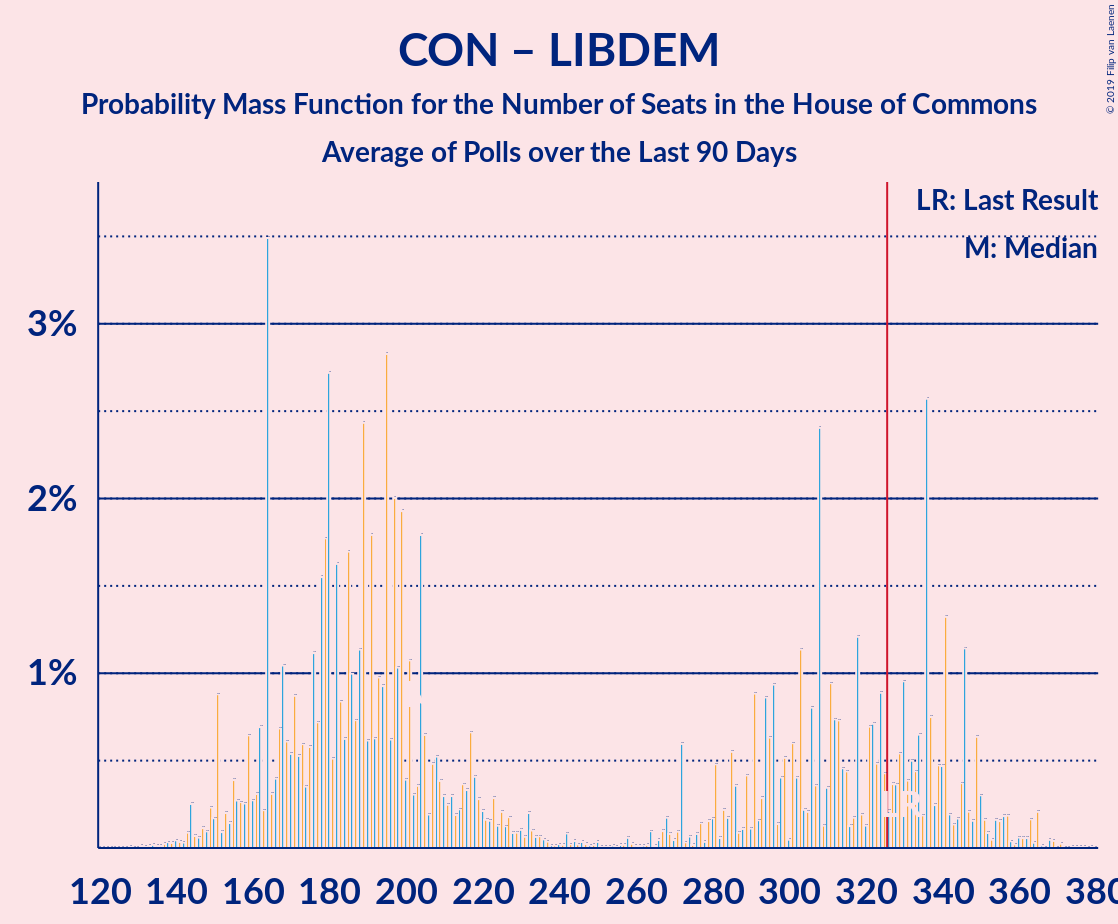 CON – LIBDEM
Probability Mass Function for the Number of Seats in the House of Commons
Average of Polls over the Last 90 Days
© 2019 Filip van Laenen
LR: Last Result
M: Median
3%
2%
1%
120 140 160 180 200 220 240 260 280 300 320 340 360 380